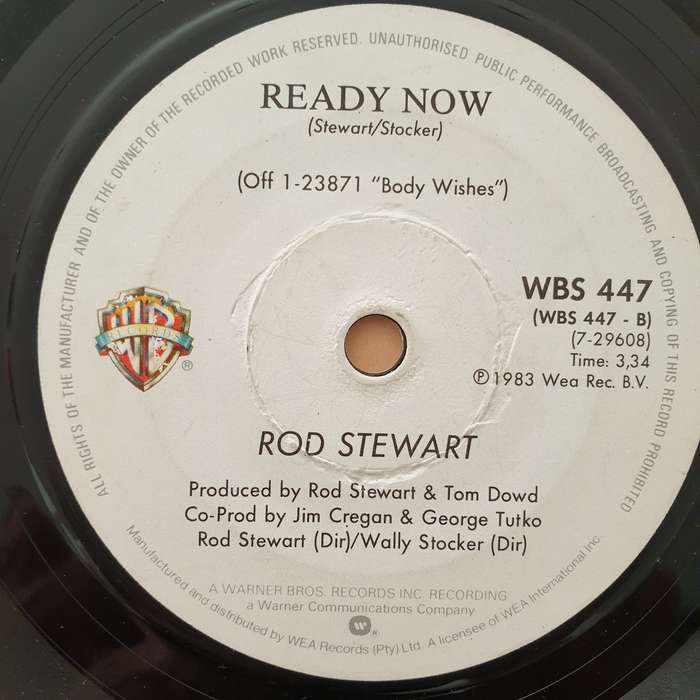 ALL RIGHTS OF THE MANUFACTURER AND OF THE OWNER OF THE RECORDED WORK RESERVED. UNAUTHORISED PUBLIC PERFORMANCE BROADCASTING AND COPYING OF THIS RECORD PROHIBITED
READY NOW
(Stewart/Stocker)
(Off 1-23871 "Body Wishes")
WB
RECORDS
®
WBS 447
(WBS 447 - B)
(7-29608)
Time: 3,34
℗ 1983 Wea Rec. B.V.
ROD STEWART
Produced by Rod Stewart & Tom Dowd
Co-Prod by Jim Cregan & George Tutko
Rod Stewart (Dir)/Wally Stocker (Dir)
A WARNER BROS. RECORDS INC. RECORDING
a Warner Communications Company
Manufactured and distributed by WEA Records (Pty) Ltd. A licensee of WEA International Inc.